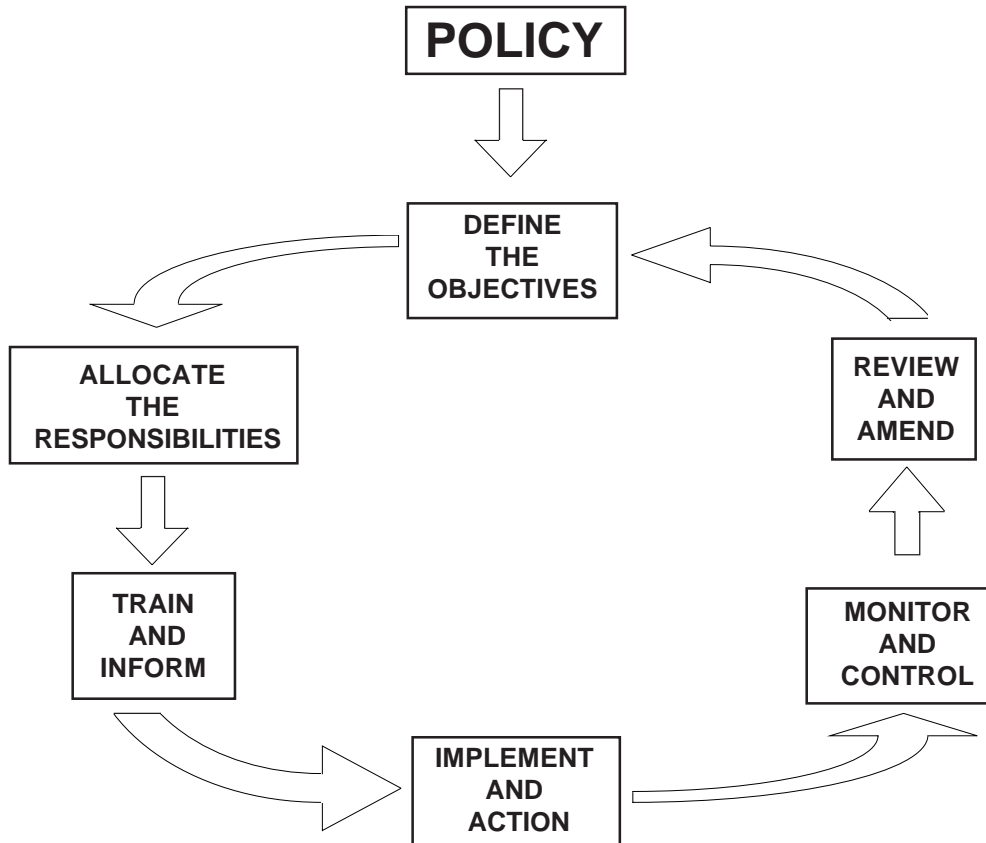 POLICY
DEFINE
THE
OBJECTIVES
ALLOCATE
THE
RESPONSIBILITIES
REVIEW
AND
AMEND
TRAIN
AND
INFORM
MONITOR
AND
CONTROL
IMPLEMENT
AND
ACTION